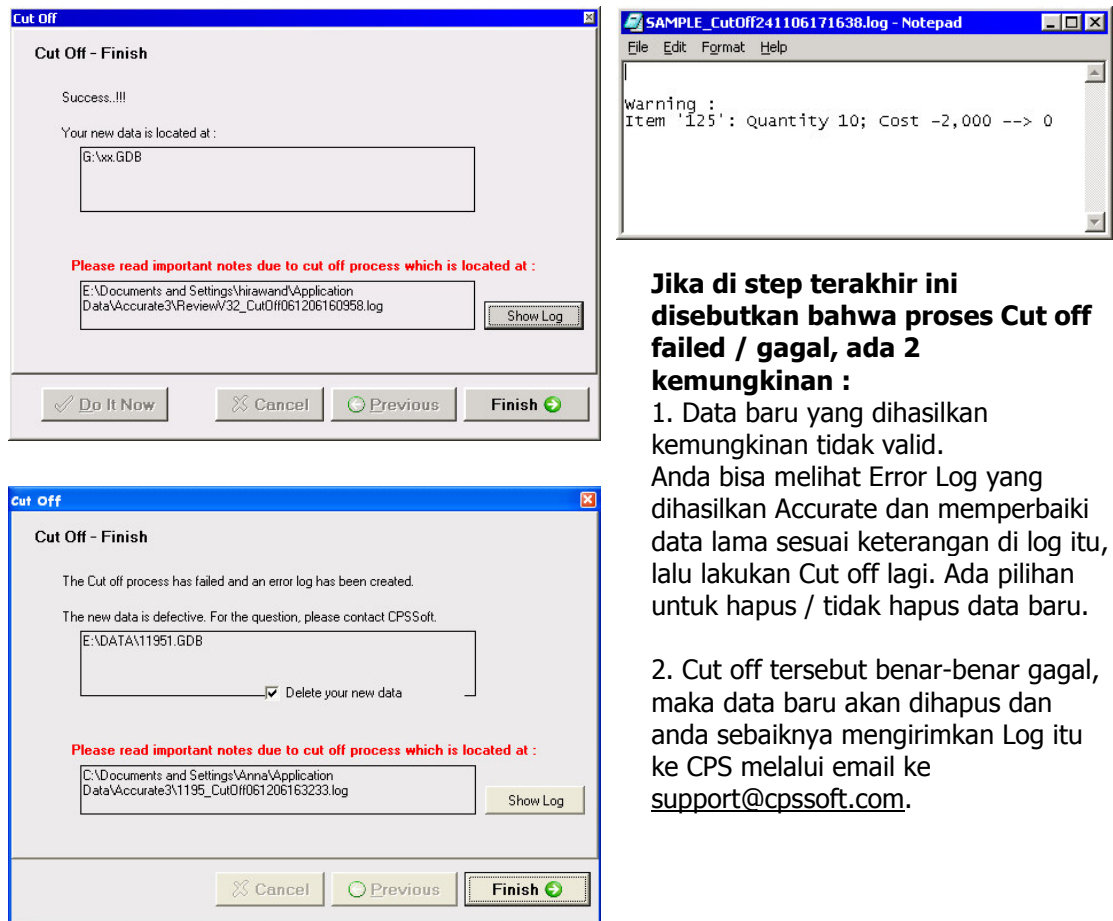 Cut Off
Cut Off - Finish
Success..!!!
Your new data is located at :
G:\xx.GDB
Please read important notes due to cut off process which is located at :
E:\Documents and Settings\hirawand\Application
Data\Accurate3\ReviewV32_CutOff061206160958.log
Show Log
Do It Now
Cancel
Previous
Finish
SAMPLE_CutOff241106171638.log - Notepad
File Edit Format Help
Warning :
Item '125': Quantity 10; Cost -2,000 --> 0
Jika di step terakhir ini
disebutkan bahwa proses Cut off
failed / gagal, ada 2
kemungkinan :
1. Data baru yang dihasilkan
kemungkinan tidak valid.
Anda bisa melihat Error Log yang
dihasilkan Accurate dan memperbaiki
data lama sesuai keterangan di log itu,
lalu lakukan Cut off lagi. Ada pilihan
untuk hapus / tidak hapus data baru.
2. Cut off tersebut benar-benar gagal,
maka data baru akan dihapus dan
anda sebaiknya mengirimkan Log itu
ke CPS melalui email ke
support@cpssoft.com.
Cut Off
Cut Off - Finish
The Cut off process has failed and an error log has been created.
The new data is defective. For the question, please contact CPSSoft.
E:\DATA\11951.GDB
Delete your new data
Please read important notes due to cut off process which is located at :
C:\Documents and Settings\Anna\Application
Data\Accurate3\1195_CutOff061206163233.log
Show Log
Cancel
Previous
Finish